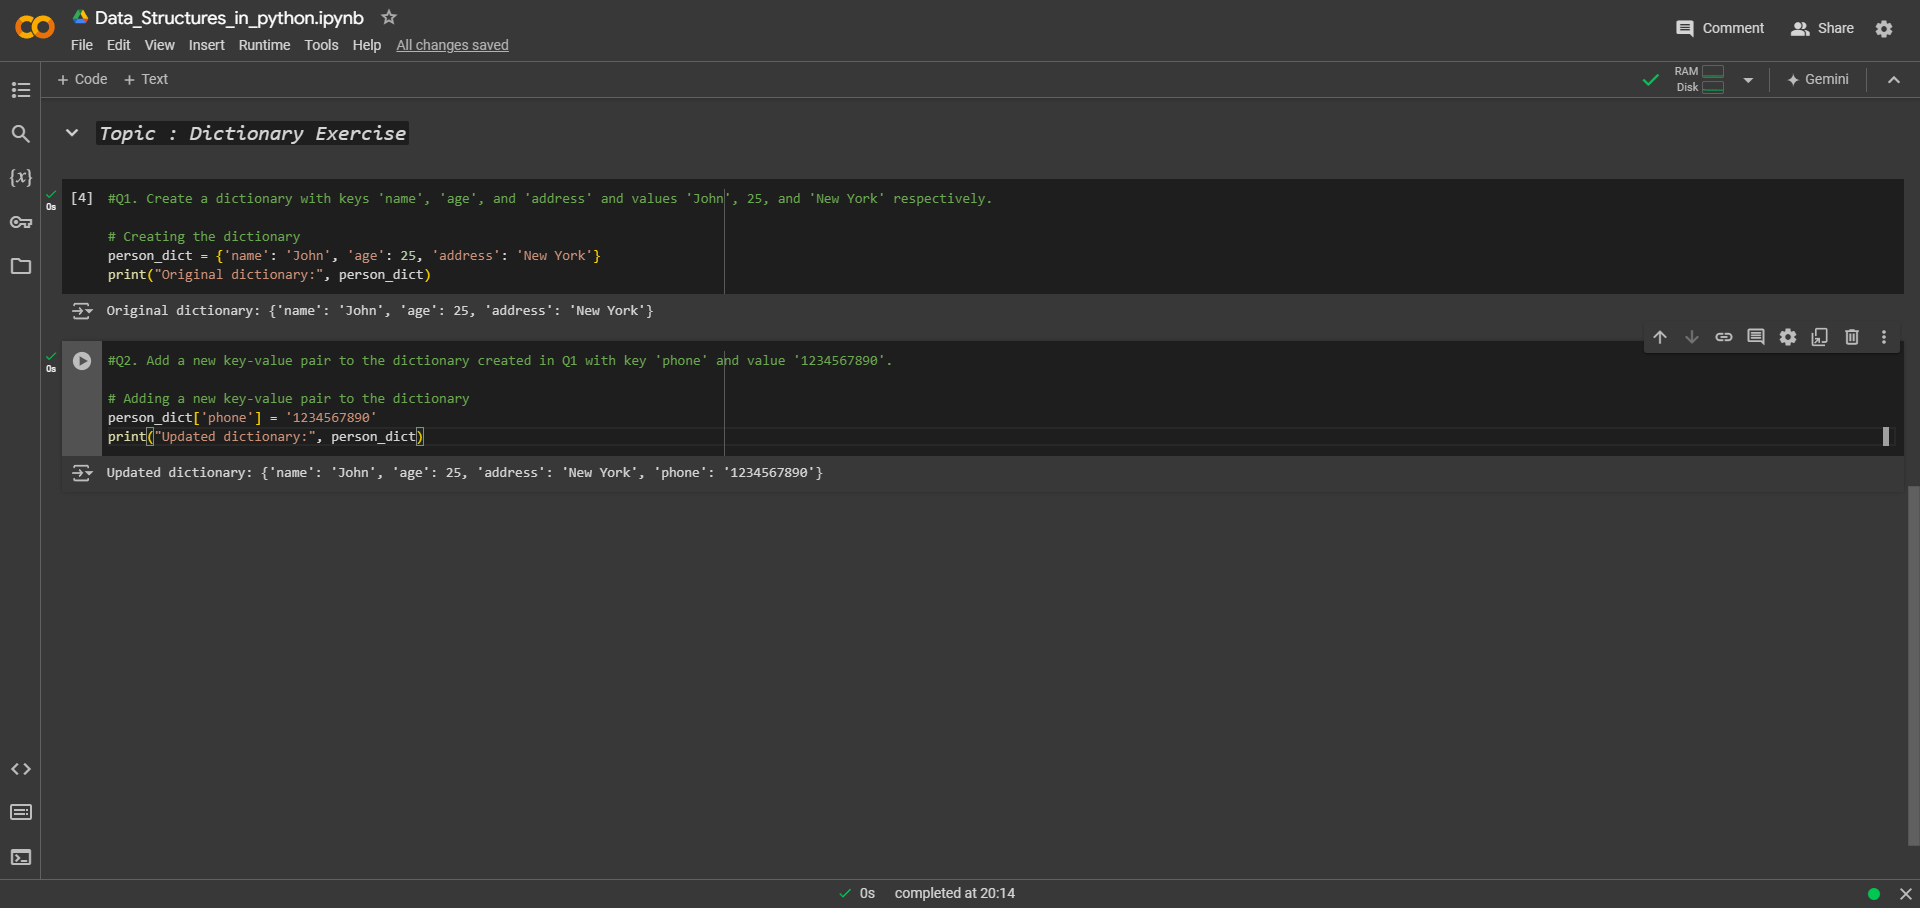 Data_Structures_in_python.ipynb
File Edit View Insert Runtime Tools Help All changes saved
Comment Share
+ Code + Text
RAM
Disk
Gemini
Topic : Dictionary Exercise
0s
[4] #Q1. Create a dictionary with keys 'name', 'age', and 'address' and values 'John', 25, and 'New York' respectively.
# Creating the dictionary
person_dict = {'name': 'John', 'age': 25, 'address': 'New York'}
print("Original dictionary:", person_dict)
Original dictionary: {'name': 'John', 'age': 25, 'address': 'New York'}
0s
#Q2. Add a new key-value pair to the dictionary created in Q1 with key 'phone' and value '1234567890'.
# Adding a new key-value pair to the dictionary
person_dict['phone'] = '1234567890'
print("Updated dictionary:", person_dict)
Updated dictionary: {'name': 'John', 'age': 25, 'address': 'New York', 'phone': '1234567890'}
0s completed at 20:14